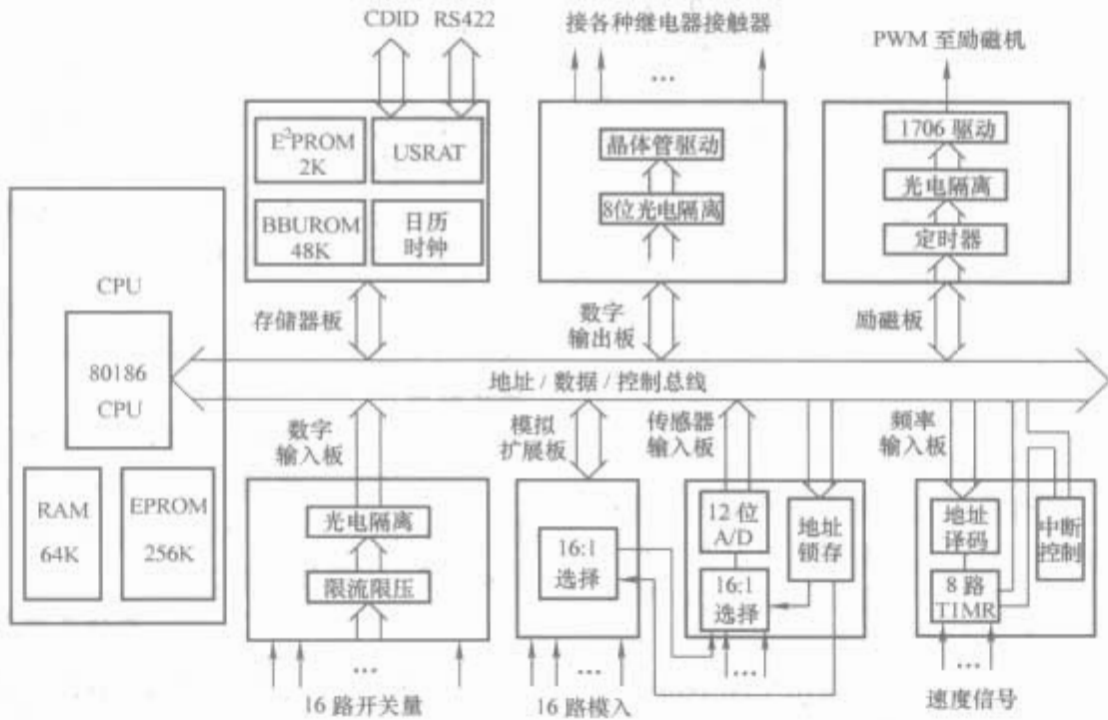 CDID RS422
接各种继电器接触器
PWM 至励磁机
E²PROM
2K
USRAT
BBUROM
48K
日历
时钟
存储器板
晶体管驱动
8位光电隔离
数字
输出板
1706 驱动
光电隔离
定时器
励磁板
CPU
80186
CPU
RAM
64K
EPROM
256K
地址 / 数据 / 控制总线
数字
输入板
光电隔离
限流限压
...
16 路开关量
模拟
扩展板
16:1
选择
...
16 路模入
传感器
输入板
12 位
A/D
地址
锁存
16:1
选择
...
频率
输入板
地址
译码
中断
控制
8 路
TIMR
...
速度信号
...